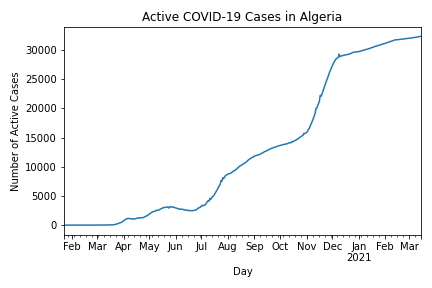 Active COVID-19 Cases in Algeria
Number of Active Cases
30000
25000
20000
15000
10000
5000
0
Feb Mar Apr May Jun Jul Aug Sep Oct Nov Dec Jan Feb Mar
2021
Day